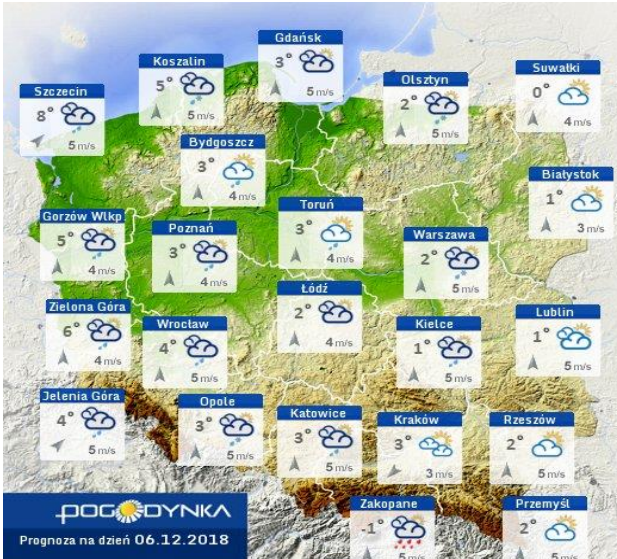 Gdańsk
3°
5 m/s
Koszalin
5°
5 m/s
Suwałki
0°
4 m/s
Olsztyn
2°
5 m/s
Szczecin
8°
5 m/s
Bydgoszcz
3°
4 m/s
Białystok
1°
3 m/s
Toruń
3°
4 m/s
Gorzów Wlkp
5°
4 m/s
Poznań
3°
4 m/s
Warszawa
2°
5 m/s
Łódź
2°
4 m/s
Zielona Góra
6°
4 m/s
Lublin
1°
5 m/s
Wrocław
4°
5 m/s
Kielce
1°
5 m/s
Jelenia Góra
4°
5 m/s
Opole
3°
5 m/s
Katowice
3°
5 m/s
Kraków
3°
3 m/s
Rzeszów
2°
5 m/s
Zakopane
-1°
5 m/s
Przemyśl
2°
5 m/s
POGODYNKA
Prognoza na dzień 06.12.2018